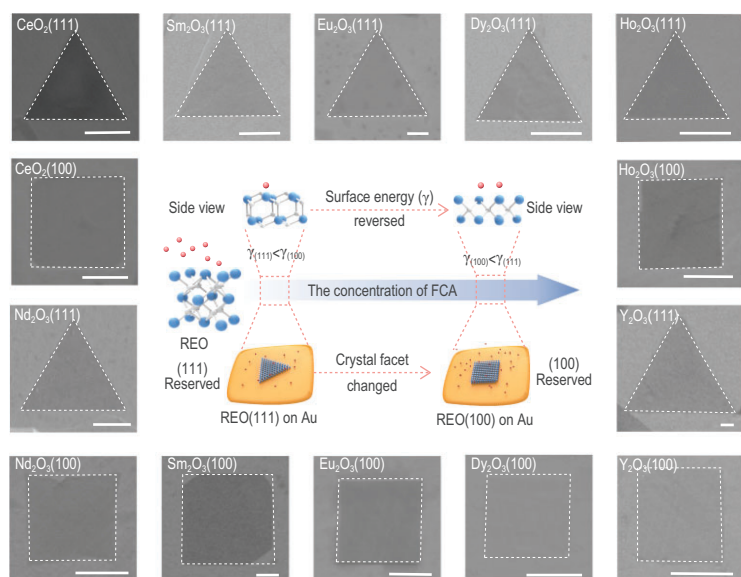 CeO₂(111)
Sm₂O₃(111)
Eu₂O₃(111)
Dy₂O₃(111)
Ho₂O₃(111)
CeO₂(100)
Ho₂O₃(100)
Side view
Surface energy (γ)
reversed
Side view
γ(111)<γ(100)
γ(100)<γ(111)
The concentration of FCA
Nd₂O₃(111)
Y₂O₃(111)
REO
(111)
Reserved
Crystal facet
changed
(100)
Reserved
REO(111) on Au
REO(100) on Au
Nd₂O₃(100)
Sm₂O₃(100)
Eu₂O₃(100)
Dy₂O₃(100)
Y₂O₃(100)